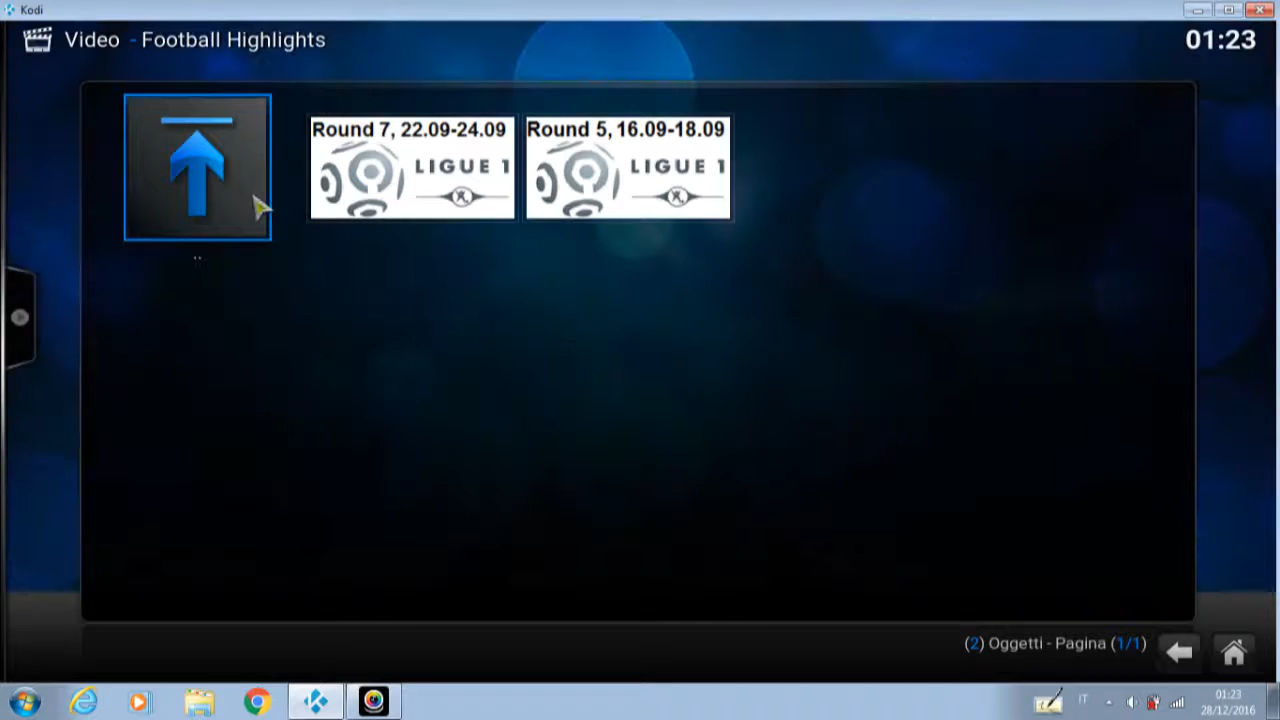 Kodi
Video - Football Highlights
01:23
Round 7, 22.09-24.09
LIGUE 1
Round 5, 16.09-18.09
LIGUE 1
..
(2) Oggetti - Pagina (1/1)
IT
01:23
28/12/2016